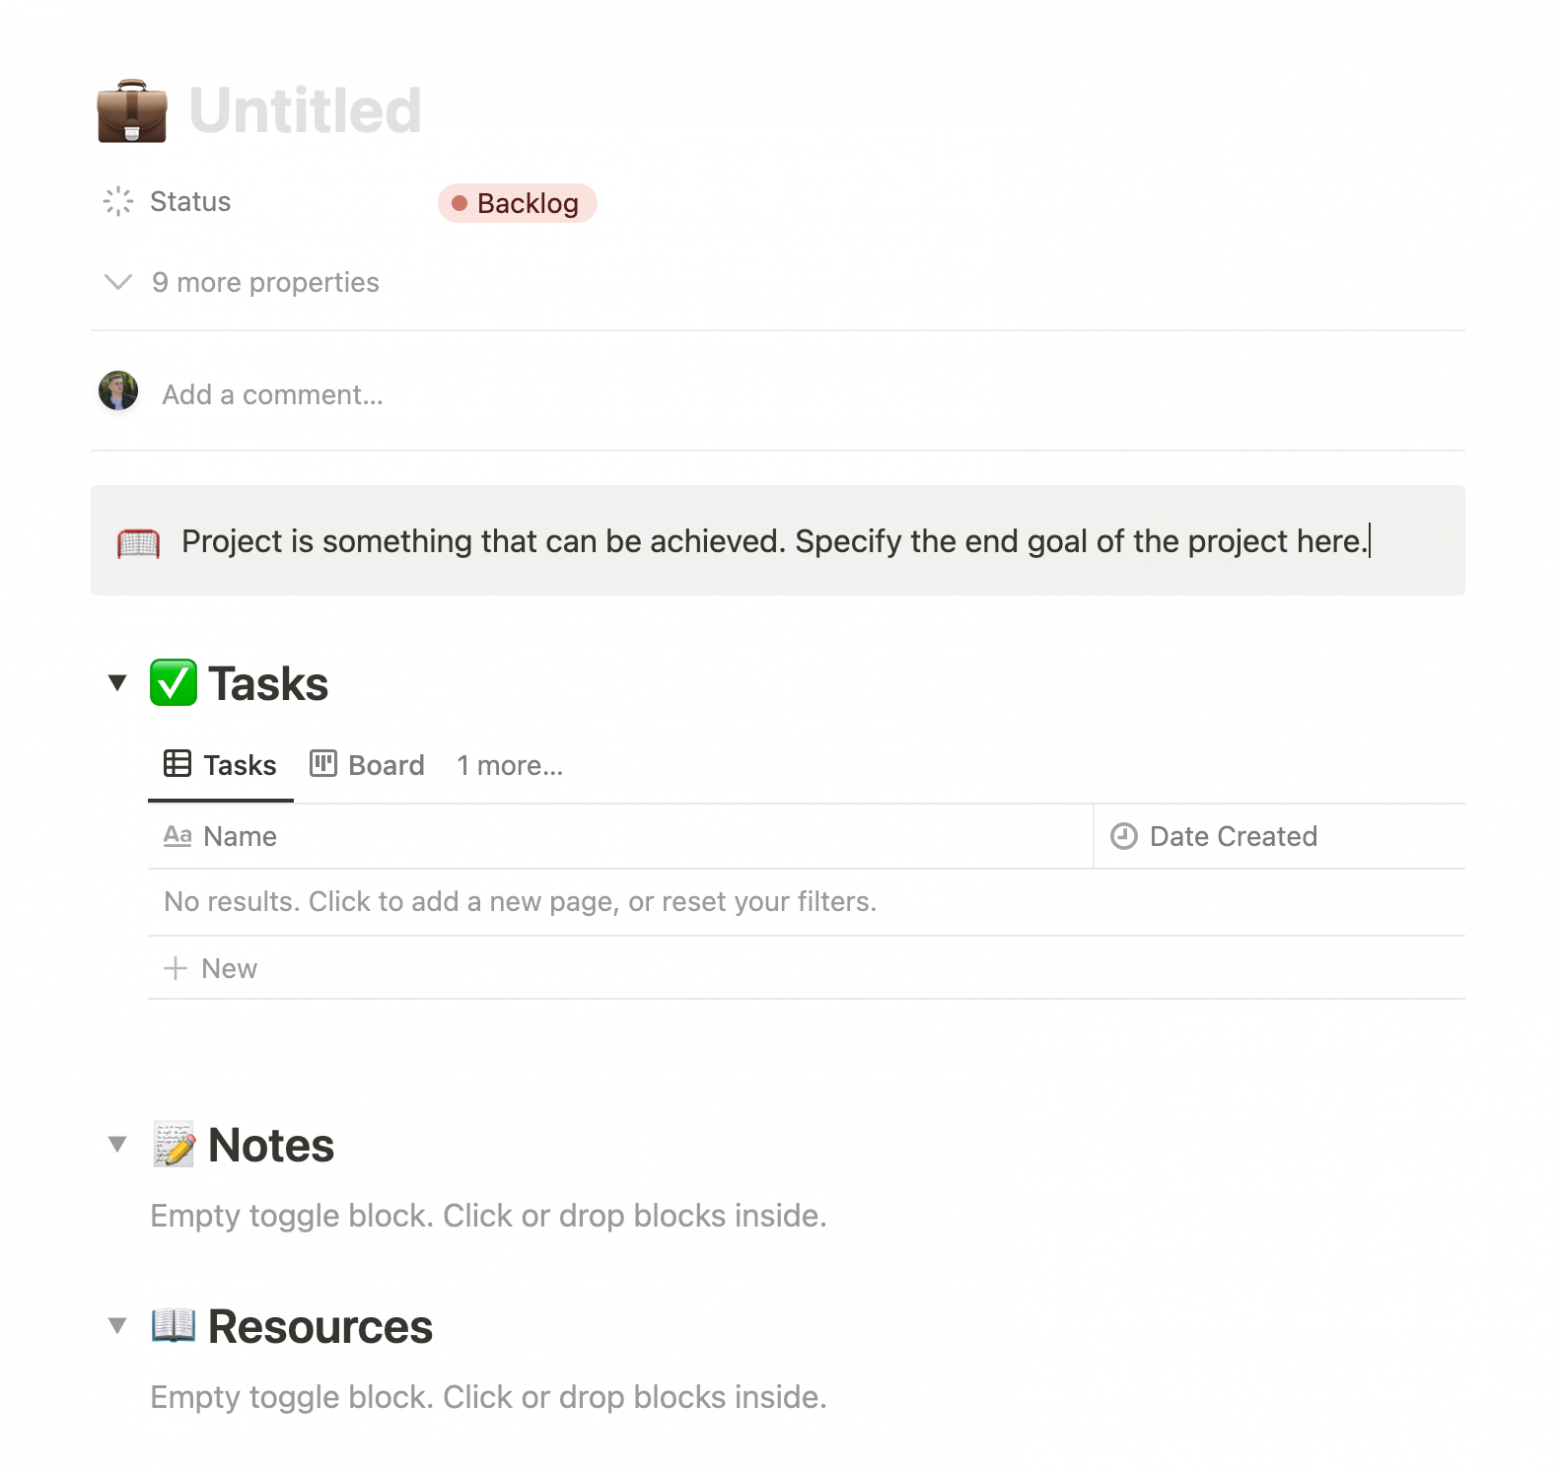 Untitled
Status Backlog
9 more properties
Add a comment...
Project is something that can be achieved. Specify the end goal of the project here.
Tasks
Tasks Board 1 more...
Aa Name Date Created
No results. Click to add a new page, or reset your filters.
+ New
Notes
Empty toggle block. Click or drop blocks inside.
Resources
Empty toggle block. Click or drop blocks inside.